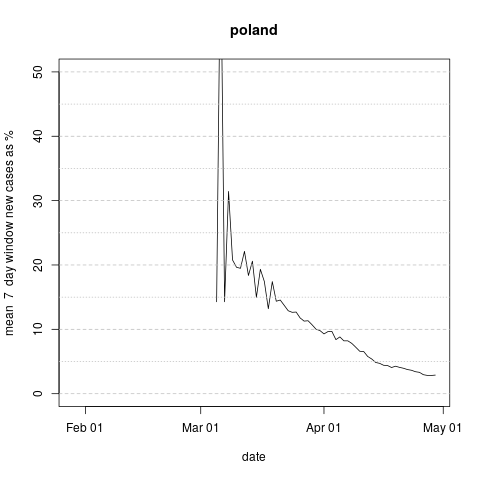 poland
mean 7 day window new cases as %
50
40
30
20
10
0
Feb 01
Mar 01
Apr 01
May 01
date